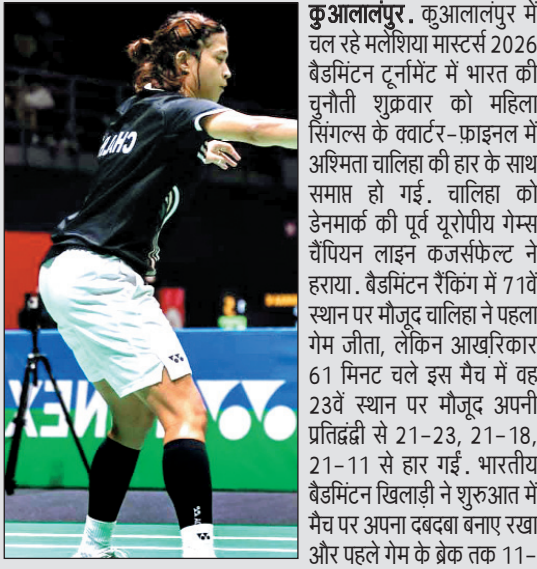 CHALI
YONEX
कुआलालंपुर. कुआलालंपुर में
चल रहे मलेशिया मास्टर्स 2026
बैडमिंटन टूर्नामेंट में भारत की
चुनौती शुक्रवार को महिला
सिंगल्स के क्वार्टर-फ़ाइनल में
अश्मिता चालिहा की हार के साथ
समाप्त हो गई. चालिहा को
डेनमार्क की पूर्व यूरोपीय गेम्स
चैंपियन लाइन कजर्सफेल्ट ने
हराया. बैडमिंटन रैंकिंग में 71वें
स्थान पर मौजूद चालिहा ने पहला
गेम जीता, लेकिन आखरिकार
61 मिनट चले इस मैच में वह
23वें स्थान पर मौजूद अपनी
प्रतिद्वंद्वी से 21-23, 21-18,
21-11 से हार गईं. भारतीय
बैडमिंटन खिलाड़ी ने शुरुआत में
मैच पर अपना दबदबा बनाए रखा
और पहले गेम के ब्रेक तक 11-